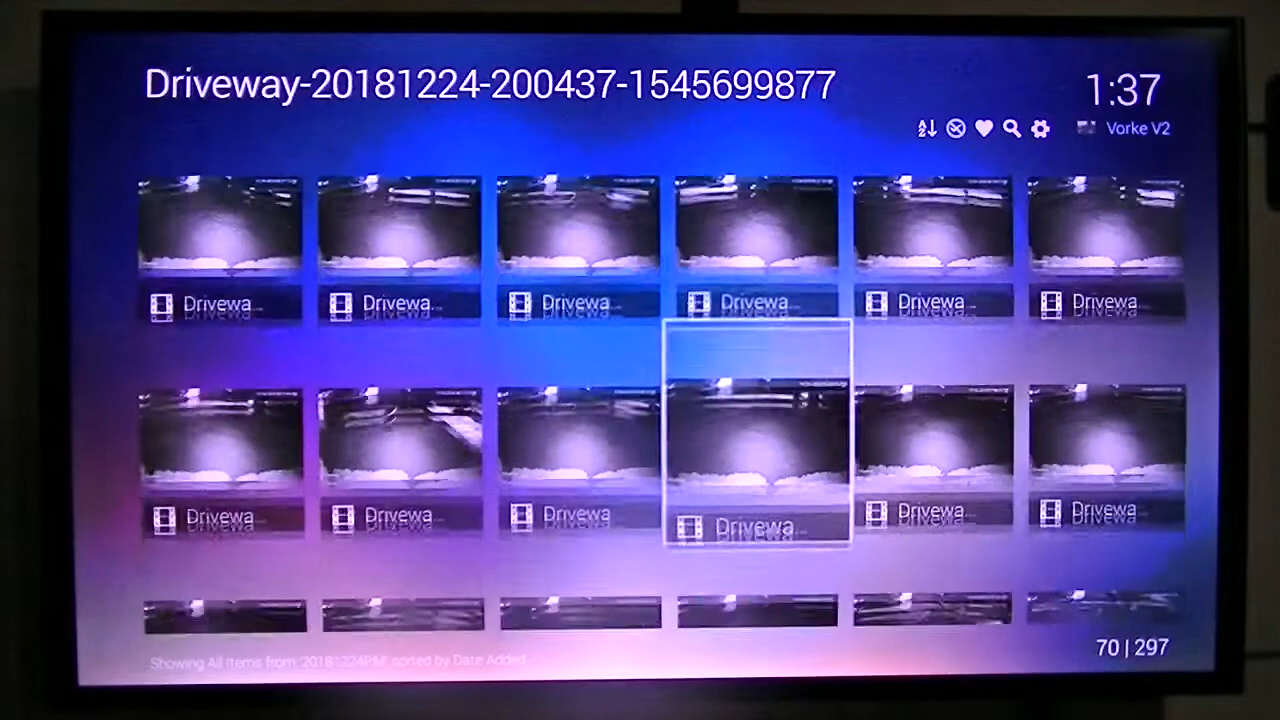 Driveway-20181224-200437-1545699877
1:37
Vorke V2
Drivewa... Drivewa... Drivewa... Drivewa... Drivewa... Drivewa...
Drivewa... Drivewa... Drivewa... Drivewa... Drivewa... Drivewa...
70 | 297
Showing All Items from '20181224PM' sorted by Date Added